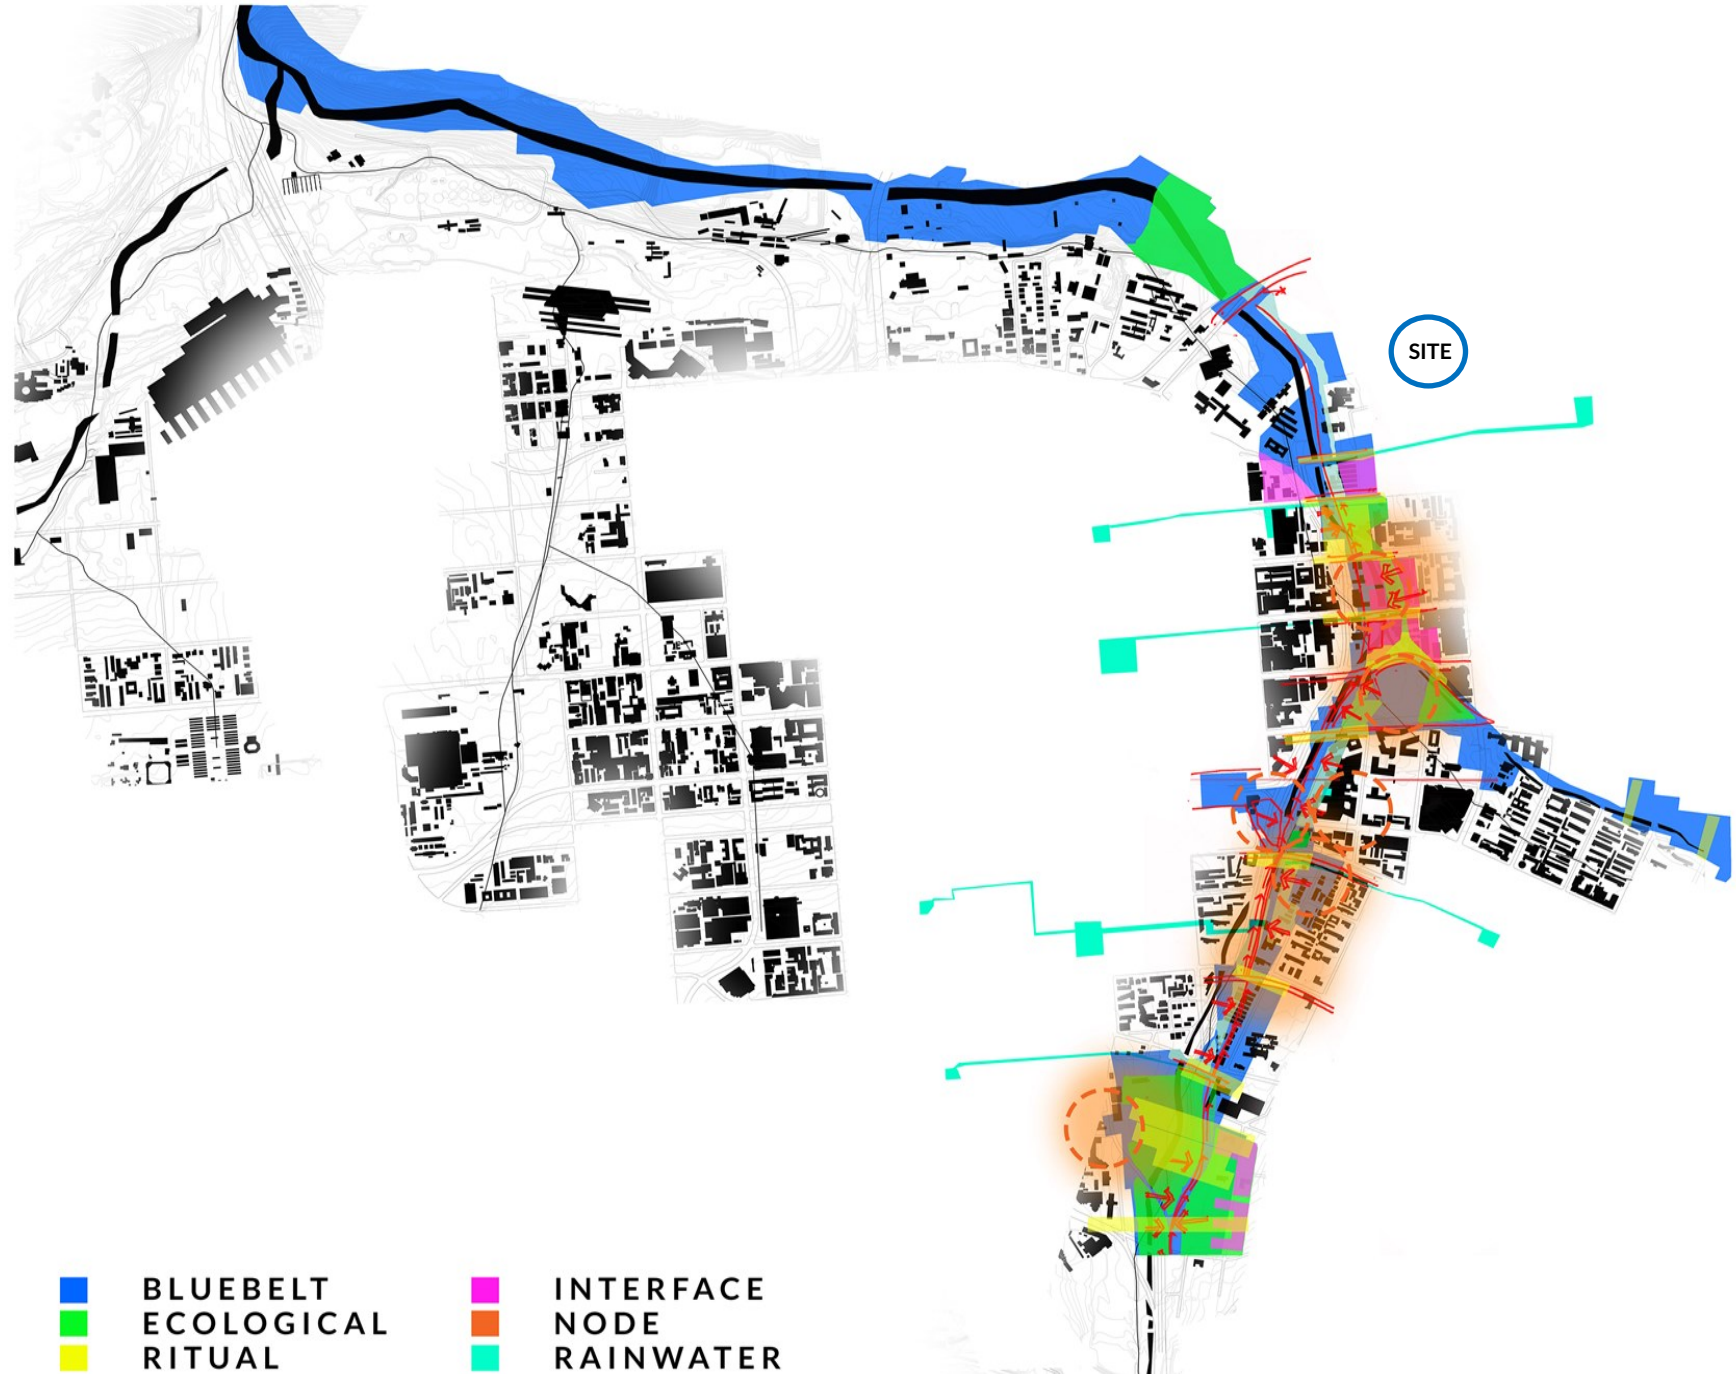 SITE
BLUEBELT
ECOLOGICAL
RITUAL
INTERFACE
NODE
RAINWATER